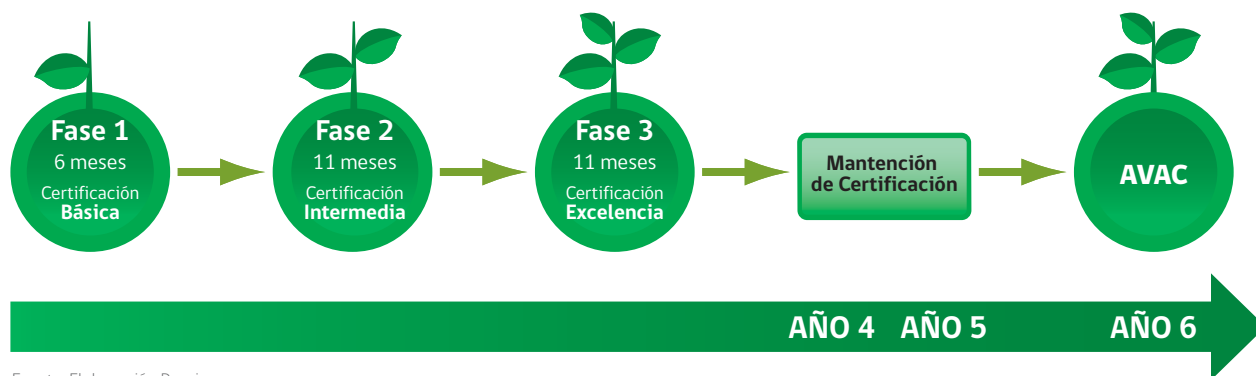 Fase 1
6 meses
Certificación
Básica
Fase 2
11 meses
Certificación
Intermedia
Fase 3
11 meses
Certificación
Excelencia
Mantención
de Certificación
AVAC
AÑO 4 AÑO 5 AÑO 6